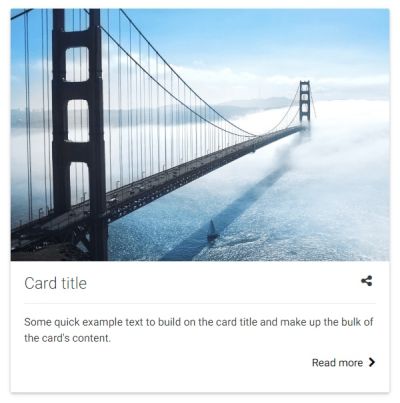 Card title
Some quick example text to build on the card title and make up the bulk of
the card's content.
Read more